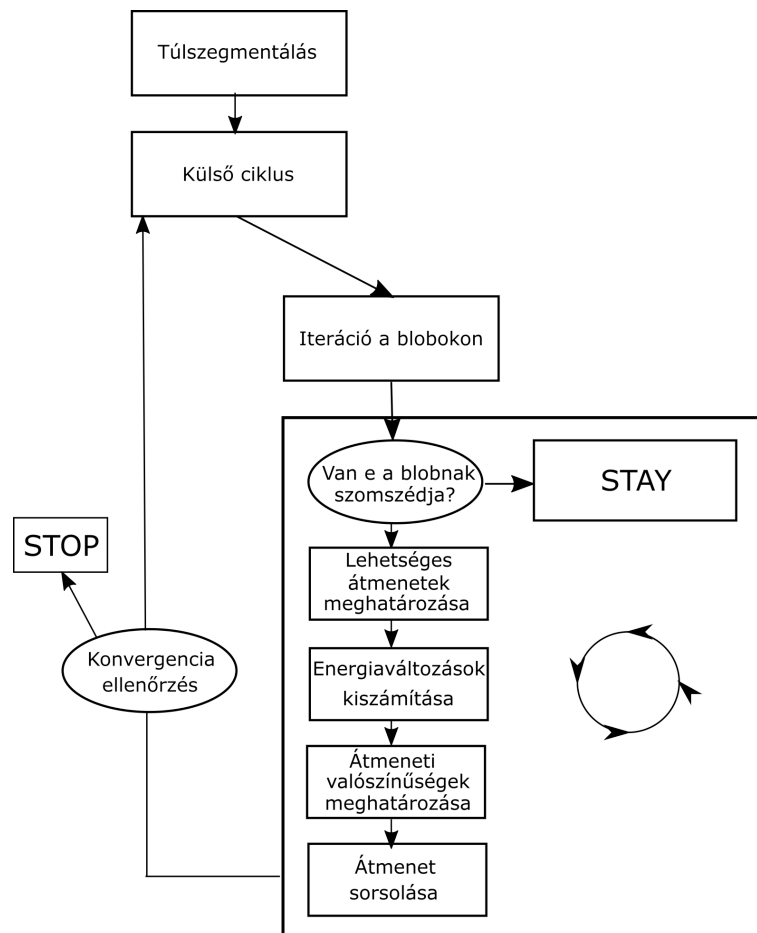 Túlszegmentálás
Külső ciklus
Iteráció a blobokon
Van e a blobnak
szomszédja?
STAY
STOP
Lehetséges
átmenetek
meghatározása
Konvergencia
ellenőrzés
Energiaváltozások
kiszámítása
Átmeneti
valószínűségek
meghatározása
Átmenet
sorsolása